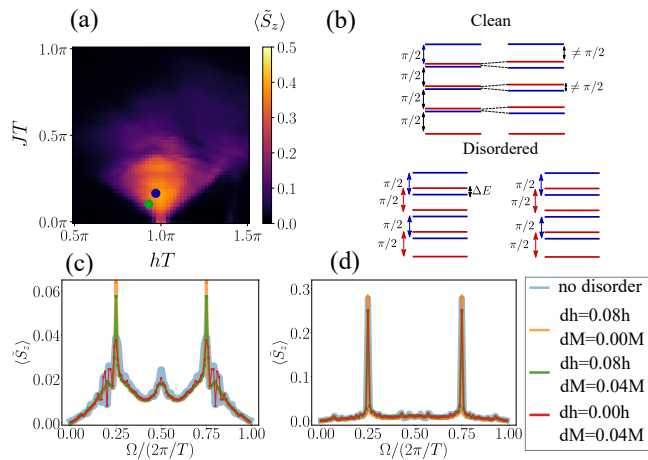 (a)
⟨S̃z⟩
1.0π
0.5π
0.0π
JT
0.5π
1.0π
1.5π
hT
0.5
0.4
0.3
0.2
0.1
0.0
(b)
Clean
π/2
π/2
π/2
π/2
≠ π/2
≠ π/2
Disordered
π/2
π/2
π/2
π/2
ΔE
π/2
π/2
π/2
π/2
(c)
⟨S̃z⟩
0.06
0.04
0.02
0.00
0.00
0.25
0.50
0.75
1.00
Ω/(2π/T)
(d)
⟨S̃z⟩
0.3
0.2
0.1
0.0
0.00
0.25
0.50
0.75
1.00
Ω/(2π/T)
no disorder
dh=0.08h
dM=0.00M
dh=0.08h
dM=0.04M
dh=0.00h
dM=0.04M